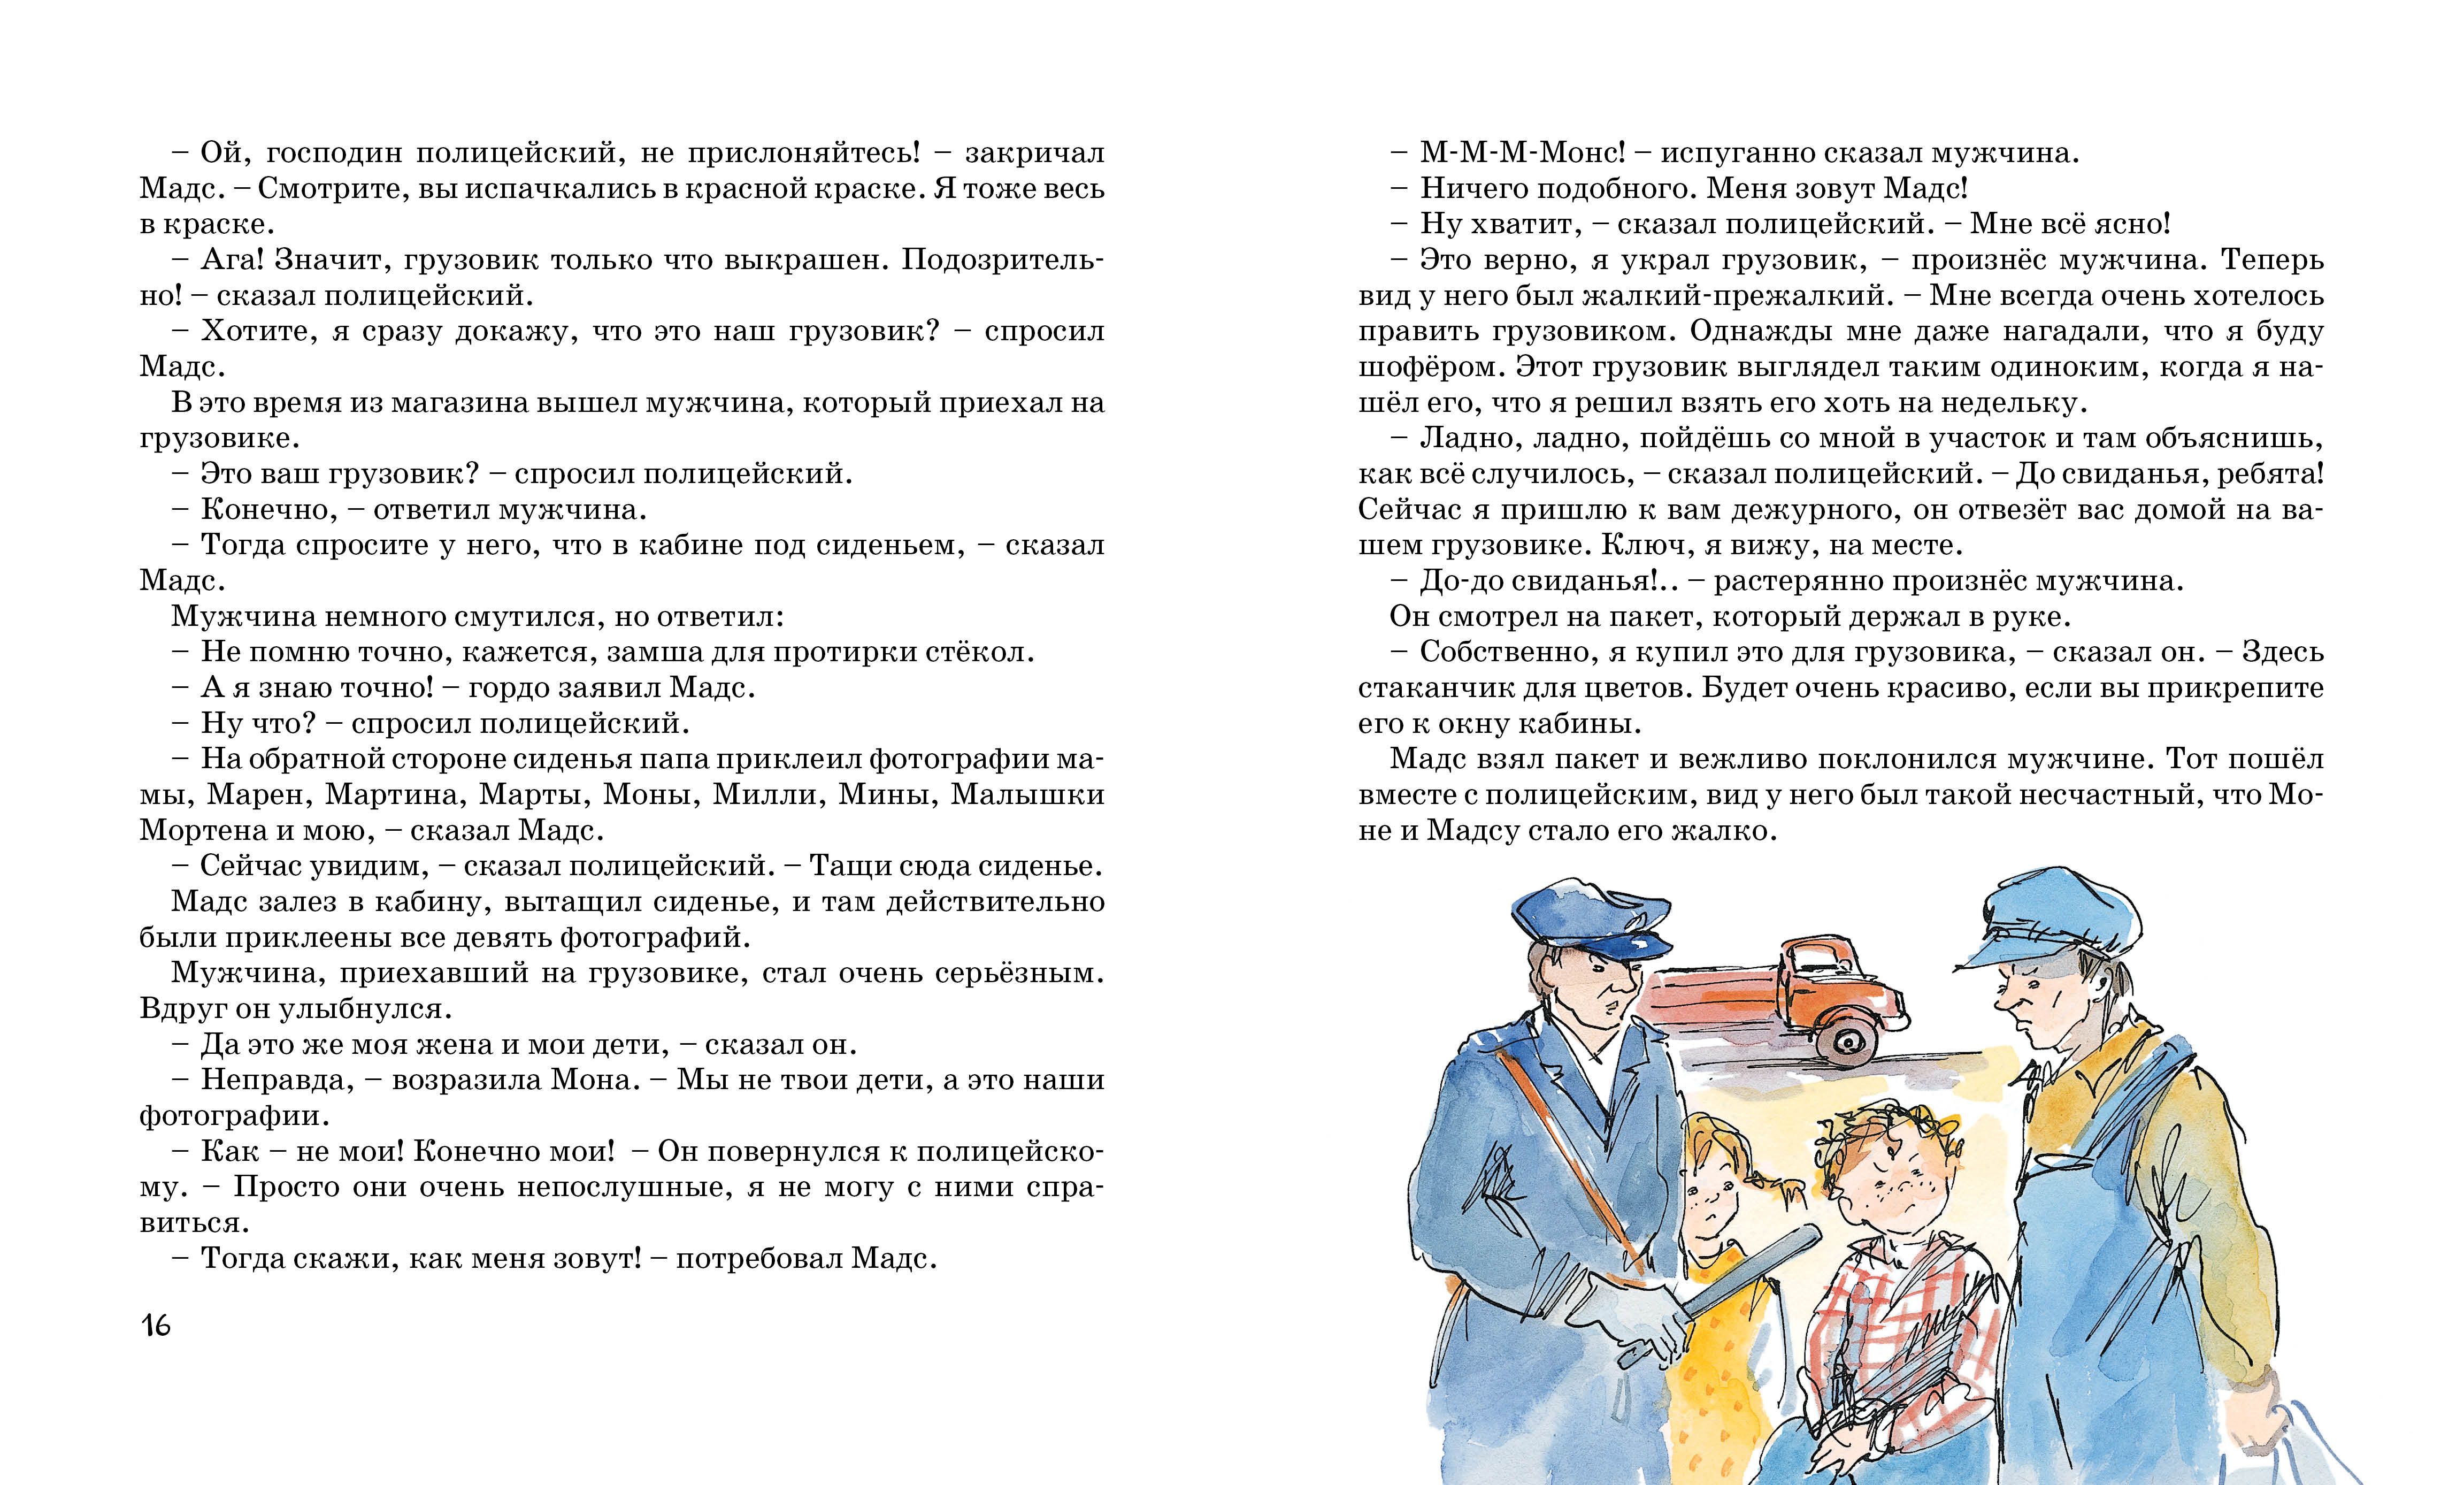 – Ой, господин полицейский, не прислоняйтесь! – закричал
Мадс. – Смотрите, вы испачкались в красной краске. Я тоже весь
в краске.
– Ага! Значит, грузовик только что выкрашен. Подозритель-
но! – сказал полицейский.
– Хотите, я сразу докажу, что это наш грузовик? – спросил
Мадс.
В это время из магазина вышел мужчина, который приехал на
грузовике.
– Это ваш грузовик? – спросил полицейский.
– Конечно, – ответил мужчина.
– Тогда спросите у него, что в кабине под сиденьем, – сказал
Мадс.
Мужчина немного смутился, но ответил:
– Не помню точно, кажется, замша для протирки стёкол.
– А я знаю точно! – гордо заявил Мадс.
– Ну что? – спросил полицейский.
– На обратной стороне сиденья папа приклеил фотографии ма-
мы, Марен, Мартина, Марты, Моны, Милли, Мины, Малышки
Мортена и мою, – сказал Мадс.
– Сейчас увидим, – сказал полицейский. – Тащи сюда сиденье.
Мадс залез в кабину, вытащил сиденье, и там действительно
были приклеены все девять фотографий.
Мужчина, приехавший на грузовике, стал очень серьёзным.
Вдруг он улыбнулся.
– Да это же моя жена и мои дети, – сказал он.
– Неправда, – возразила Мона. – Мы не твои дети, а это наши
фотографии.
– Как – не мои! Конечно мои! – Он повернулся к полицейско-
му. – Просто они очень непослушные, я не могу с ними спра-
виться.
– Тогда скажи, как меня зовут! – потребовал Мадс.
16
– М-М-М-Монс! – испуганно сказал мужчина.
– Ничего подобного. Меня зовут Мадс!
– Ну хватит, – сказал полицейский. – Мне всё ясно!
– Это верно, я украл грузовик, – произнёс мужчина. Теперь
вид у него был жалкий-прежалкий. – Мне всегда очень хотелось
править грузовиком. Однажды мне даже нагадали, что я буду
шофёром. Этот грузовик выглядел таким одиноким, когда я на-
шёл его, что я решил взять его хоть на недельку.
– Ладно, ладно, пойдёшь со мной в участок и там объяснишь,
как всё случилось, – сказал полицейский. – До свиданья, ребята!
Сейчас я пришлю к вам дежурного, он отвезёт вас домой на ва-
шем грузовике. Ключ, я вижу, на месте.
– До-до свиданья!.. – растерянно произнёс мужчина.
Он смотрел на пакет, который держал в руке.
– Собственно, я купил это для грузовика, – сказал он. – Здесь
стаканчик для цветов. Будет очень красиво, если вы прикрепите
его к окну кабины.
Мадс взял пакет и вежливо поклонился мужчине. Тот пошёл
вместе с полицейским, вид у него был такой несчастный, что Мо-
не и Мадсу стало его жалко.